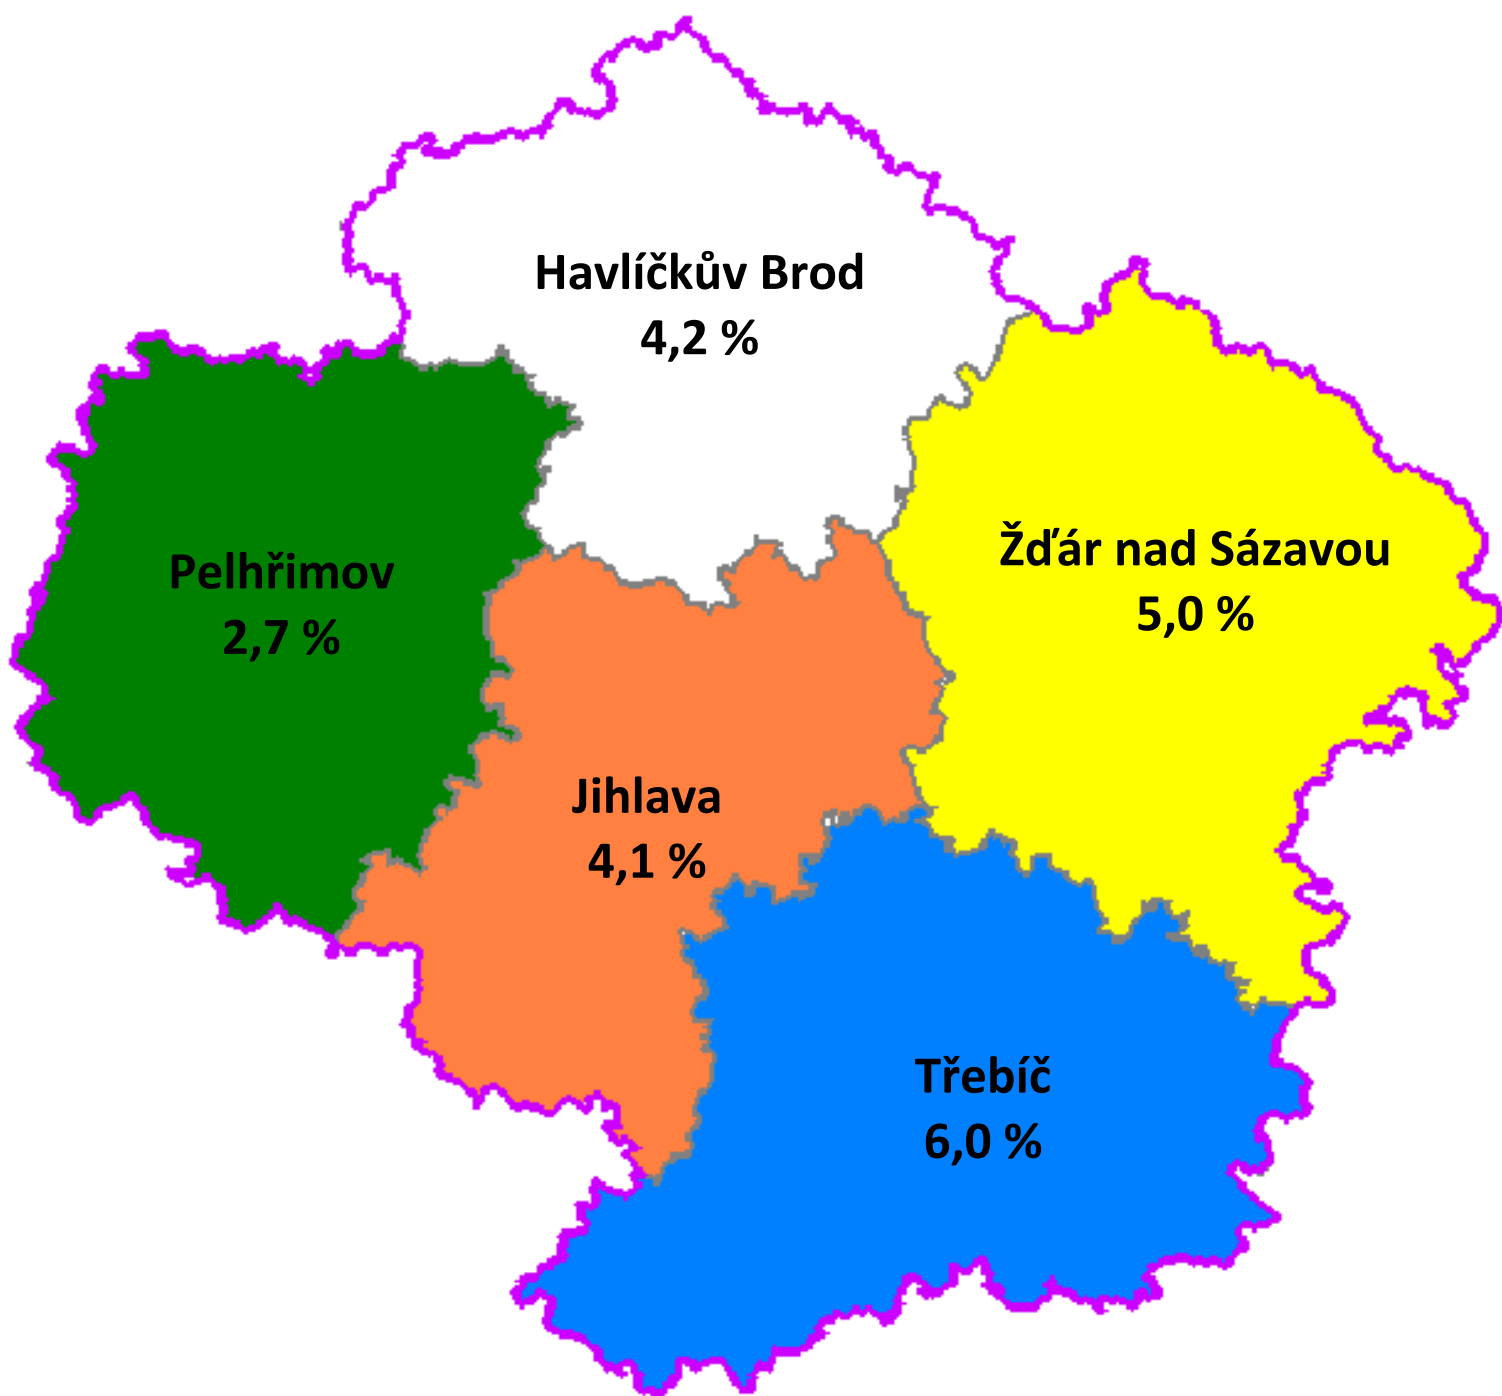 Havlíčkův Brod
4,2 %
Žďár nad Sázavou
5,0 %
Pelhřimov
2,7 %
Jihlava
4,1 %
Třebíč
6,0 %